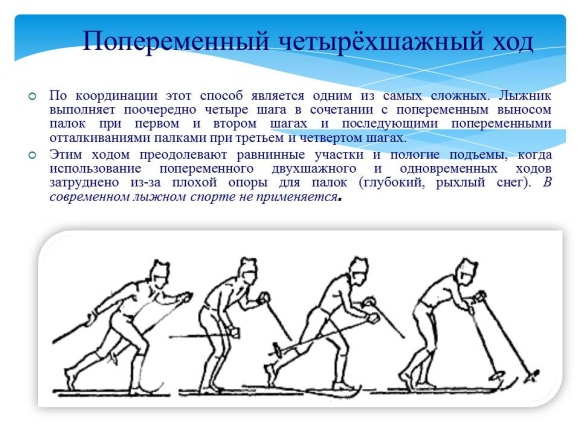 Попеременный четырёхшажный ход
По координации этот способ является одним из самых сложных. Лыжник
выполняет поочередно четыре шага в сочетании с попеременным выносом
палок при первом и втором шагах и последующими попеременными
отталкиваниями палками при третьем и четвертом шагах.
Этим ходом преодолевают равнинные участки и пологие подъемы, когда
использование попеременного двухшажного и одновременных ходов
затруднено из-за плохой опоры для палок (глубокий, рыхлый снег). В
современном лыжном спорте не применяется.